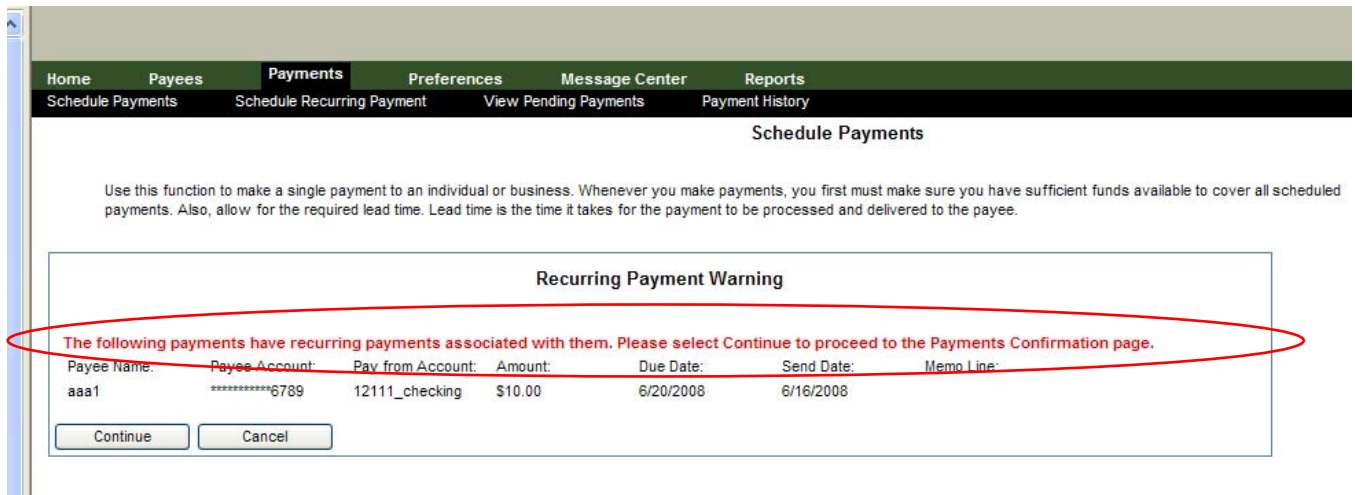 Home Payees Payments Preferences Message Center Reports
Schedule Payments Schedule Recurring Payment View Pending Payments Payment History
Schedule Payments
Use this function to make a single payment to an individual or business. Whenever you make payments, you first must make sure you have sufficient funds available to cover all scheduled
payments. Also, allow for the required lead time. Lead time is the time it takes for the payment to be processed and delivered to the payee.
Recurring Payment Warning
The following payments have recurring payments associated with them. Please select Continue to proceed to the Payments Confirmation page.
Payee Name: Payee Account: Pay from Account: Amount: Due Date: Send Date: Memo Line:
aaa1 ***********6789 12111_checking $10.00 6/20/2008 6/16/2008
Continue Cancel